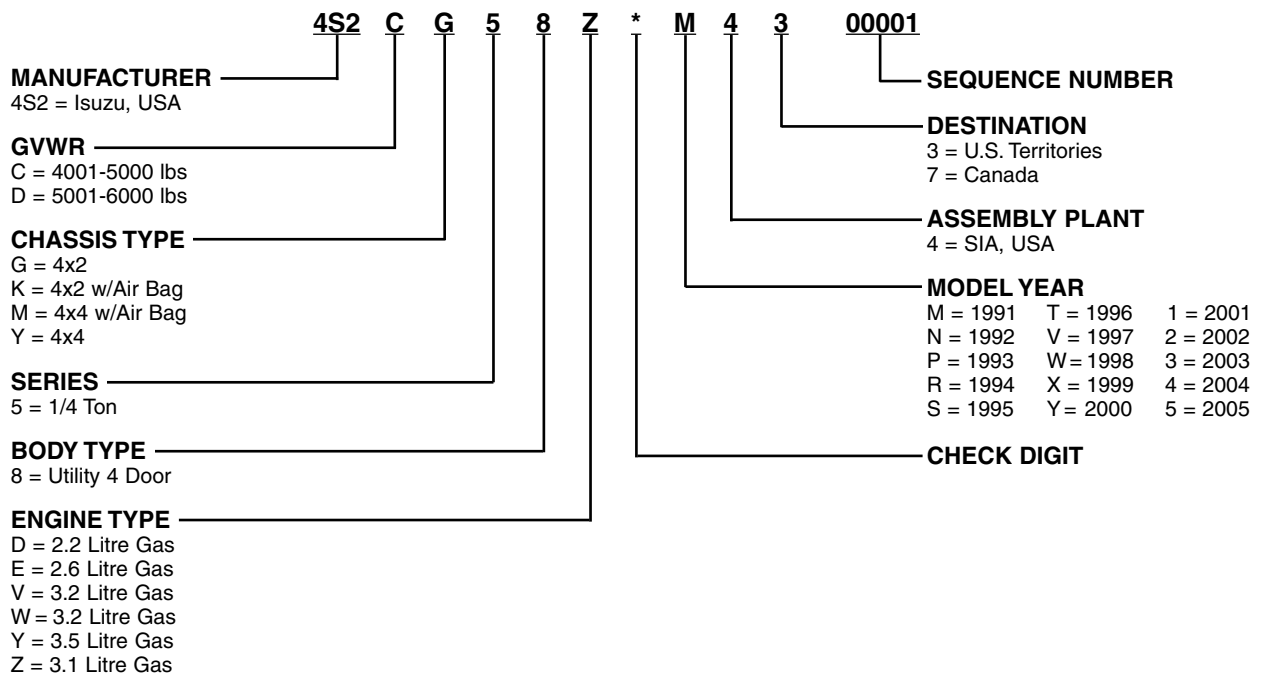 4S2 C G 5 8 Z * M 4 3 00001
MANUFACTURER
4S2 = Isuzu, USA
GVWR
C = 4001-5000 lbs
D = 5001-6000 lbs
CHASSIS TYPE
G = 4x2
K = 4x2 w/Air Bag
M = 4x4 w/Air Bag
Y = 4x4
SERIES
5 = 1/4 Ton
BODY TYPE
8 = Utility 4 Door
ENGINE TYPE
D = 2.2 Litre Gas
E = 2.6 Litre Gas
V = 3.2 Litre Gas
W = 3.2 Litre Gas
Y = 3.5 Litre Gas
Z = 3.1 Litre Gas
SEQUENCE NUMBER
DESTINATION
3 = U.S. Territories
7 = Canada
ASSEMBLY PLANT
4 = SIA, USA
MODEL YEAR
M = 1991 T = 1996 1 = 2001
N = 1992 V = 1997 2 = 2002
P = 1993 W = 1998 3 = 2003
R = 1994 X = 1999 4 = 2004
S = 1995 Y = 2000 5 = 2005
CHECK DIGIT